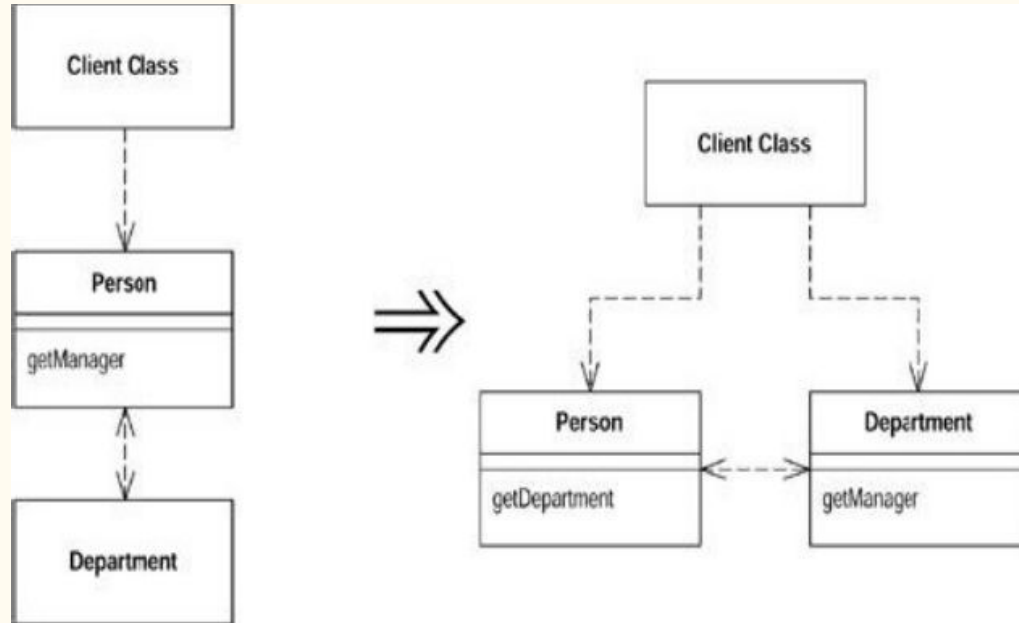 Client Class
Person
getManager
Department
Client Class
Person
getDepartment
Department
getManager